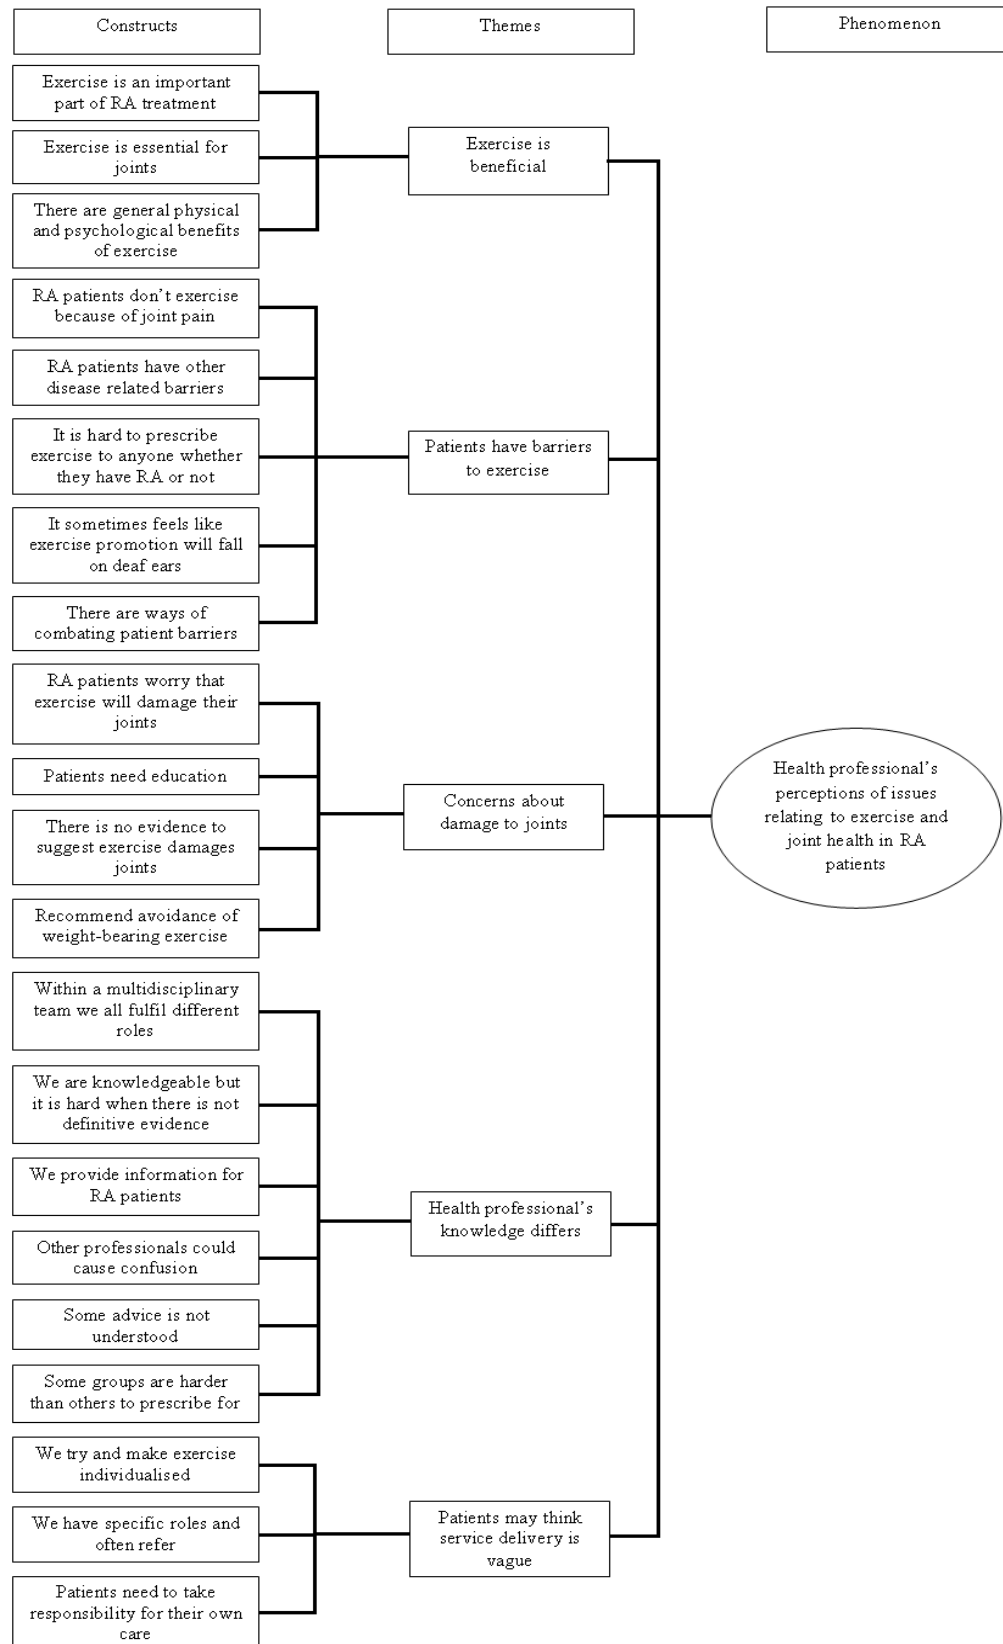 Constructs
Themes
Phenomenon
Exercise is an important
part of RA treatment
Exercise is essential for
joints
There are general physical
and psychological benefits
of exercise
Exercise is
beneficial
RA patients don't exercise
because of joint pain
RA patients have other
disease related barriers
It is hard to prescribe
exercise to anyone whether
they have RA or not
It sometimes feels like
exercise promotion will fall
on deaf ears
There are ways of
combating patient barriers
Patients have barriers
to exercise
RA patients worry that
exercise will damage their
joints
Patients need education
There is no evidence to
suggest exercise damages
joints
Recommend avoidance of
weight-bearing exercise
Concerns about
damage to joints
Within a multidisciplinary
team we all fulfil different
roles
We are knowledgeable but
it is hard when there is not
definitive evidence
We provide information for
RA patients
Other professionals could
cause confusion
Some advice is not
understood
Some groups are harder
than others to prescribe for
Health professional's
knowledge differs
We try and make exercise
individualised
We have specific roles and
often refer
Patients need to take
responsibility for their own
care
Patients may think
service delivery is
vague
Health professional's
perceptions of issues
relating to exercise and
joint health in RA
patients